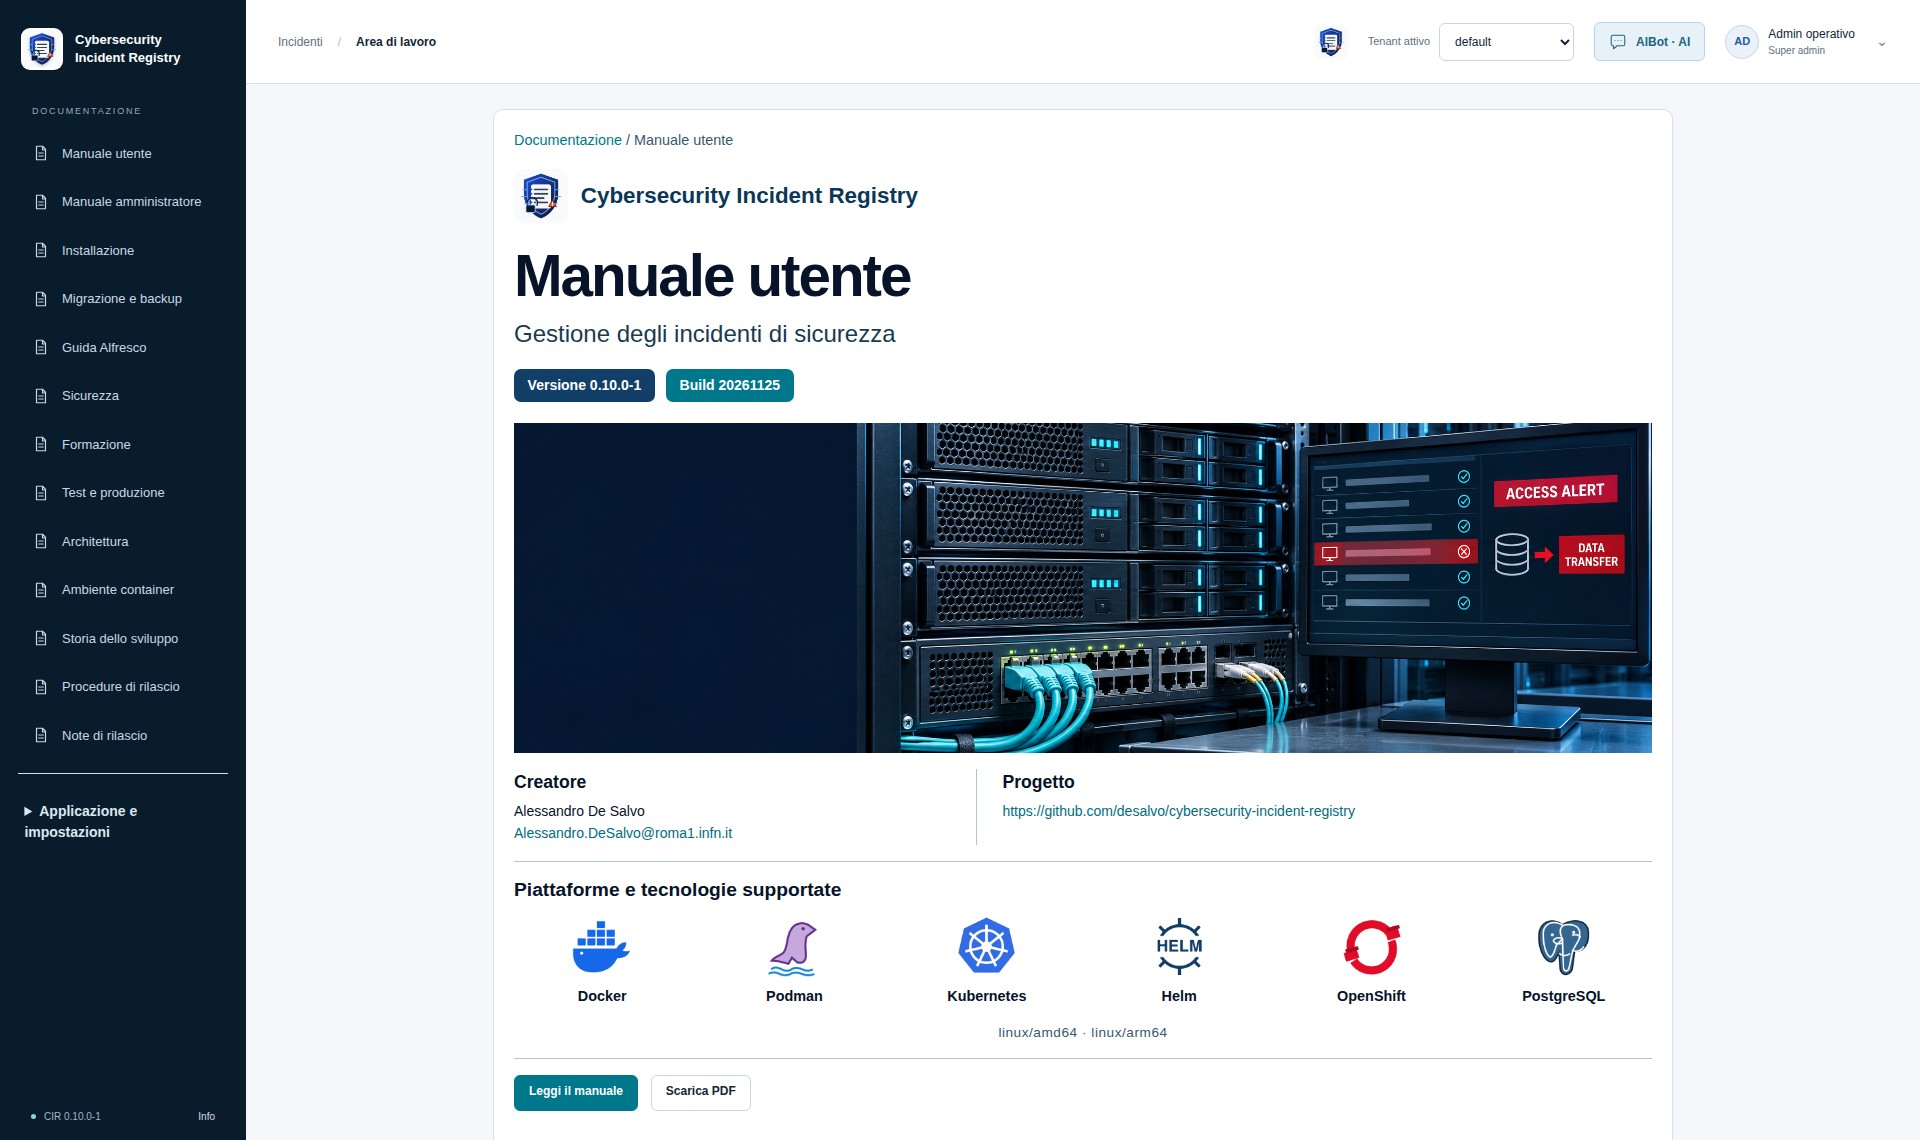 Cybersecurity
Incident Registry
DOCUMENTAZIONE
Manuale utente
Manuale amministratore
Installazione
Migrazione e backup
Guida Alfresco
Sicurezza
Formazione
Test e produzione
Architettura
Ambiente container
Storia dello sviluppo
Procedure di rilascio
Note di rilascio
Applicazione e
impostazioni
CIR 0.10.0-1
Info
Incidenti / Area di lavoro
Tenant attivo
default
AIBot · AI
AD
Admin operativo
Super admin
Documentazione / Manuale utente
Cybersecurity Incident Registry
Manuale utente
Gestione degli incidenti di sicurezza
Versione 0.10.0-1
Build 20261125
ACCESS ALERT
DATA
TRANSFER
Creatore
Alessandro De Salvo
Alessandro.DeSalvo@roma1.infn.it
Progetto
https://github.com/desalvo/cybersecurity-incident-registry
Piattaforme e tecnologie supportate
HELM
Docker
Podman
Kubernetes
Helm
OpenShift
PostgreSQL
linux/amd64 · linux/arm64
Leggi il manuale
Scarica PDF